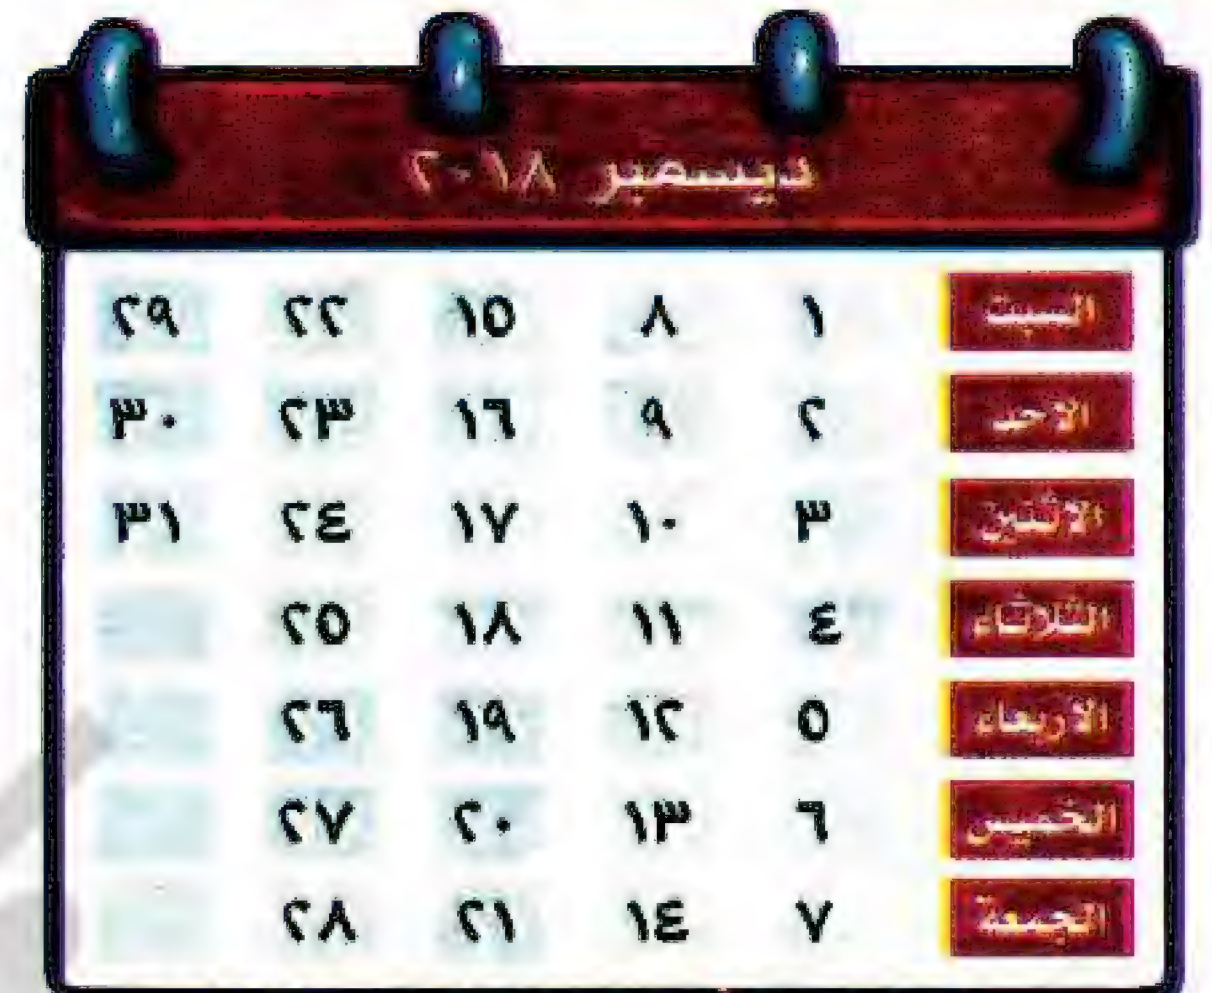 ديسمبر ٢٠١٨
السبت ١ ٨ ١٥ ٢٢ ٢٩
الاحد ٢ ٩ ١٦ ٢٣ ٣٠
الاثنين ٣ ١٠ ١٧ ٢٤ ٣١
الثلاثاء ٤ ١١ ١٨ ٢٥
الاربعاء ٥ ١٢ ١٩ ٢٦
الخميس ٦ ١٣ ٢٠ ٢٧
الجمعة ٧ ١٤ ٢١ ٢٨